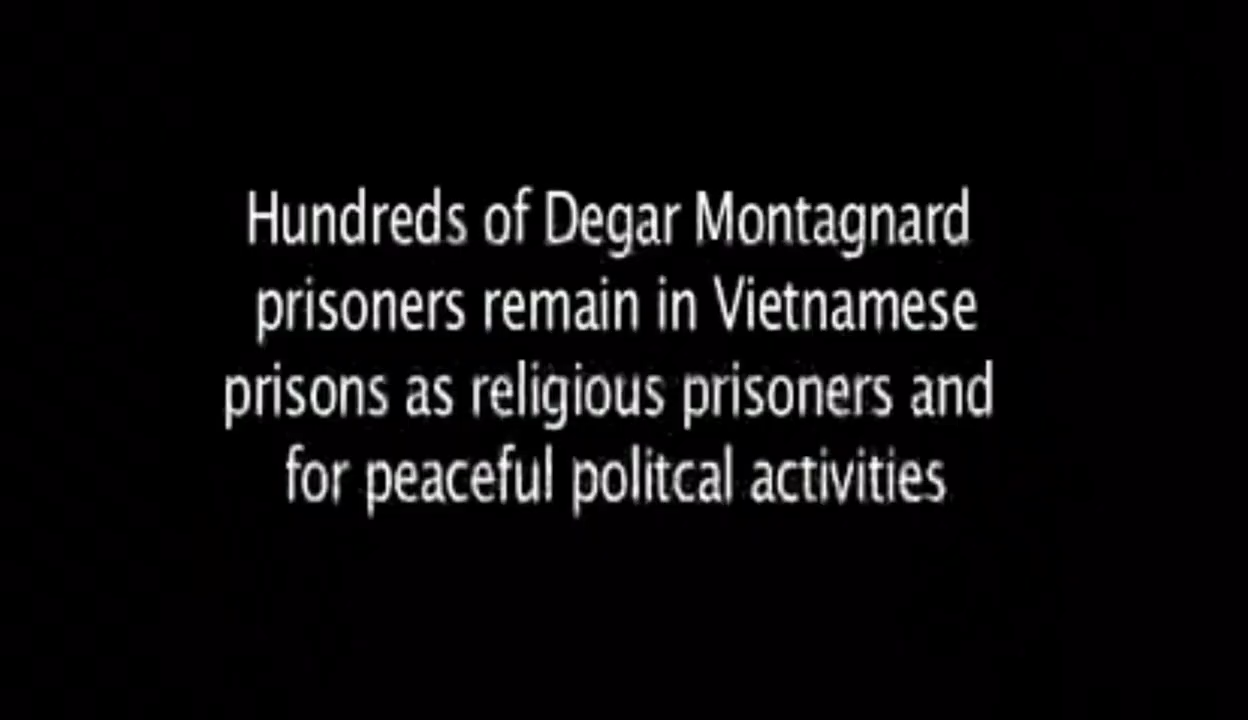 Hundreds of Degar Montagnard
prisoners remain in Vietnamese
prisons as religious prisoners and
for peaceful politcal activities